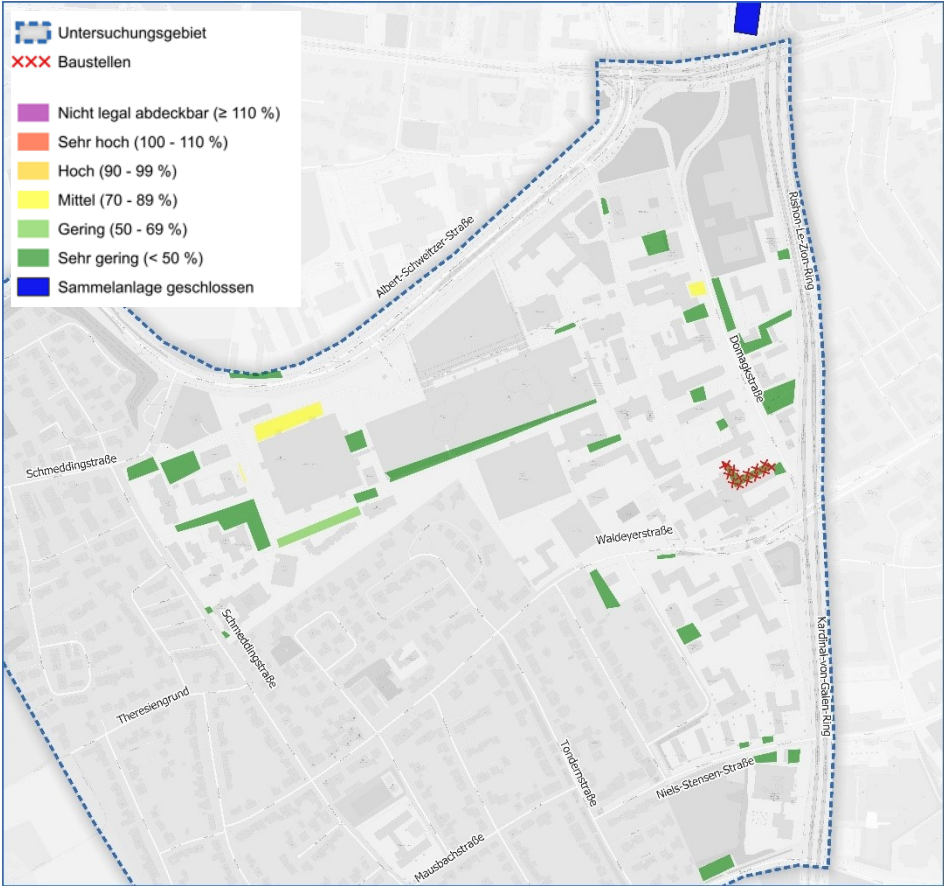 Untersuchungsgebiet
XXX Baustellen
Nicht legal abdeckbar (≥ 110 %)
Sehr hoch (100 - 110 %)
Hoch (90 - 99 %)
Mittel (70 - 89 %)
Gering (50 - 69 %)
Sehr gering (< 50 %)
Sammelanlage geschlossen
Albert-Schweitzer-Straße
Rishon-Le-Zion-Ring
Domagkstraße
Schmeddingstraße
Waldeyerstraße
Schmeddingstraße
Kardinal-von-Galen-Ring
Theresiengrund
Tondernstraße
Niels-Stensen-Straße
Mausbachstraße